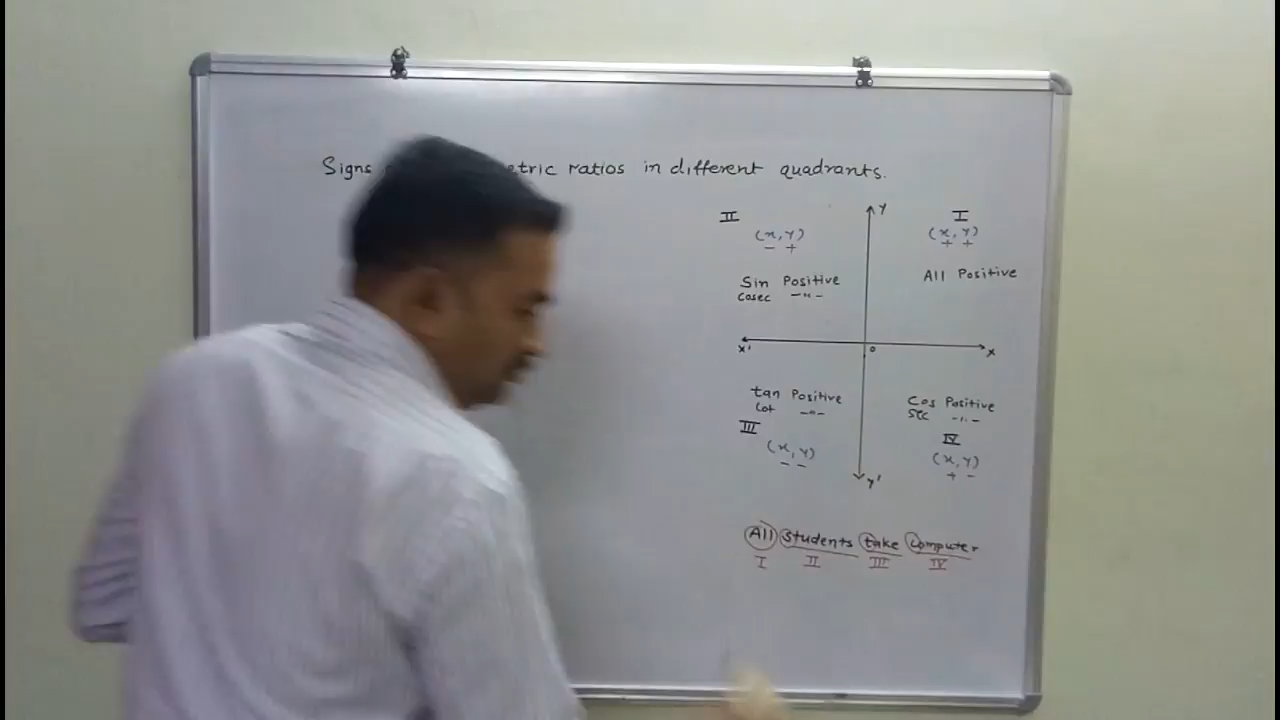 Signs etric ratios in different quadrants.
Y
II
I
(x, y)
- +
(x, y)
+ +
Sin Positive
Cosec -"-
All Positive
X'
O
X
tan Positive
Cot -"-
III
(x, y)
- -
Cos Positive
Sec -"-
IV
(x, y)
+ -
Y'
All Students take Computer
I II III IV